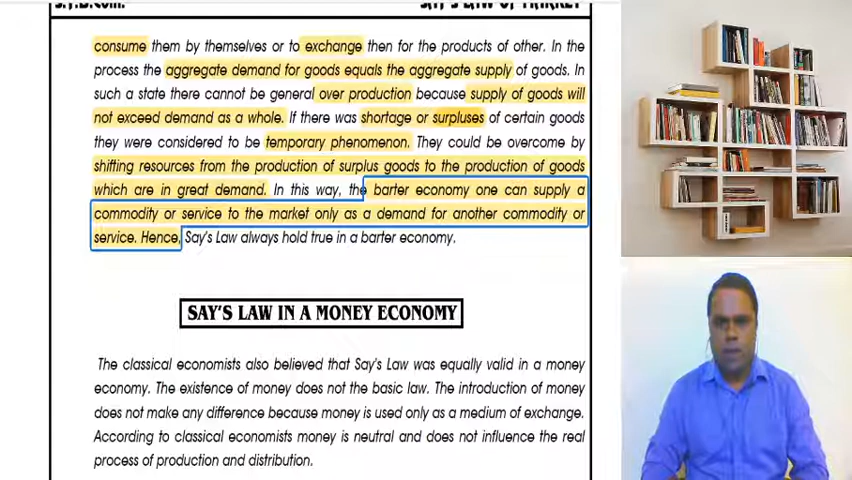 consume them by themselves or to exchange then for the products of other. In the
process the aggregate demand for goods equals the aggregate supply of goods. In
such a state there cannot be general over production because supply of goods will
not exceed demand as a whole. If there was shortage or surpluses of certain goods
they were considered to be temporary phenomenon. They could be overcome by
shifting resources from the production of surplus goods to the production of goods
which are in great demand. In this way, the barter economy one can supply a
commodity or service to the market only as a demand for another commodity or
service. Hence, Say's Law always hold true in a barter economy.
SAY'S LAW IN A MONEY ECONOMY
The classical economists also believed that Say's Law was equally valid in a money
economy. The existence of money does not the basic law. The introduction of money
does not make any difference because money is used only as a medium of exchange.
According to classical economists money is neutral and does not influence the real
process of production and distribution.